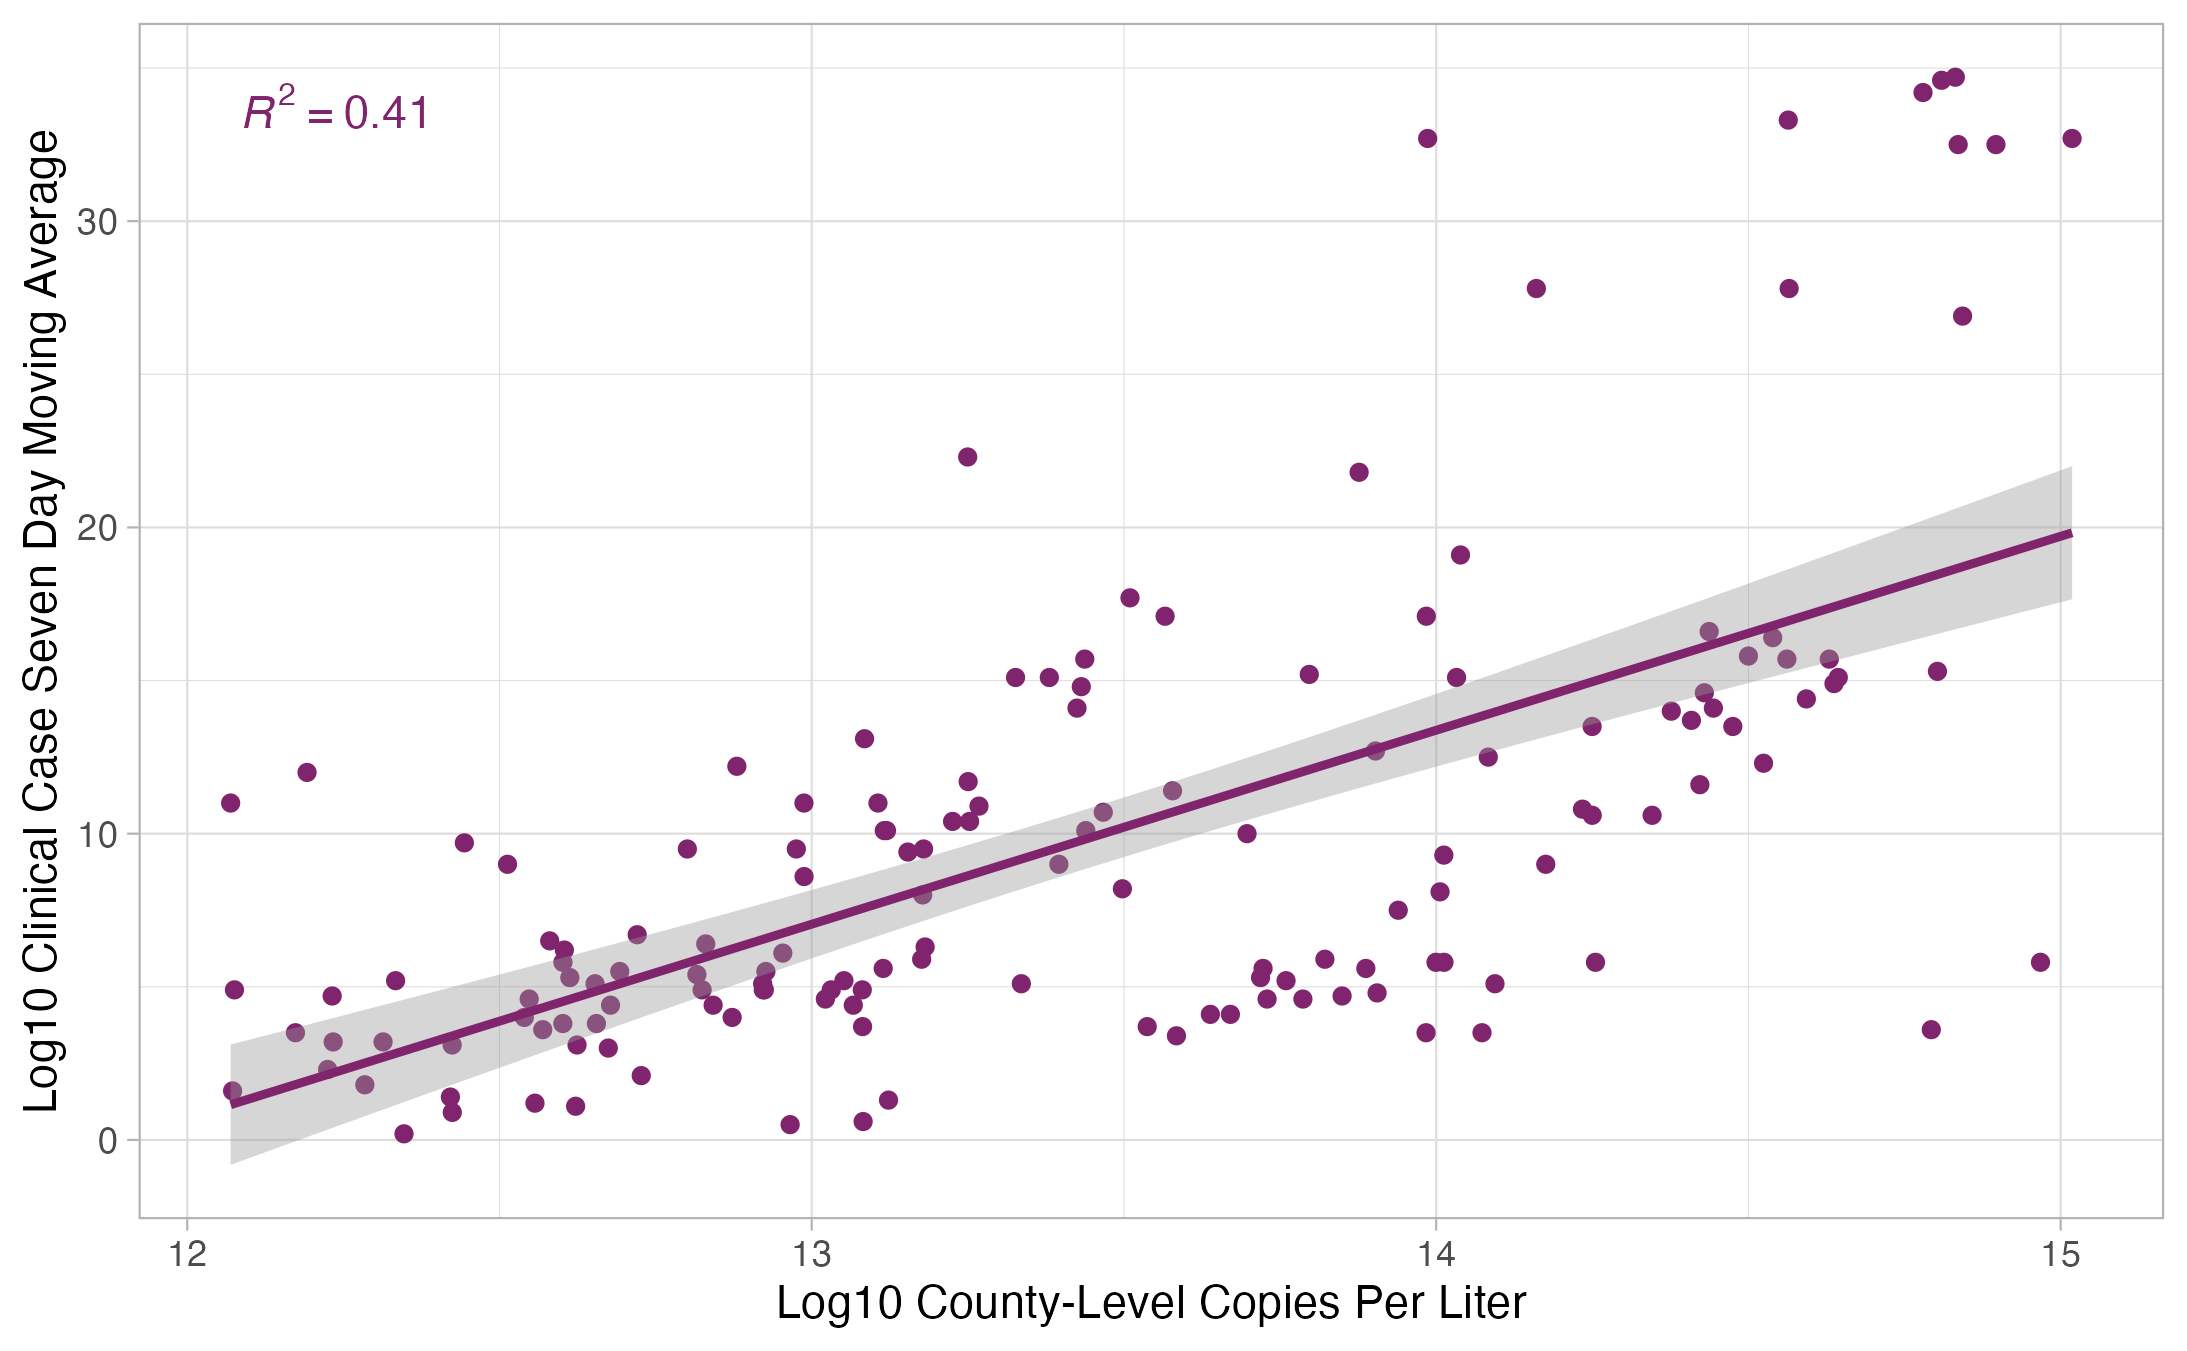 R² = 0.41
Log10 Clinical Case Seven Day Moving Average
30
20
10
0
12 13 14 15
Log10 County-Level Copies Per Liter